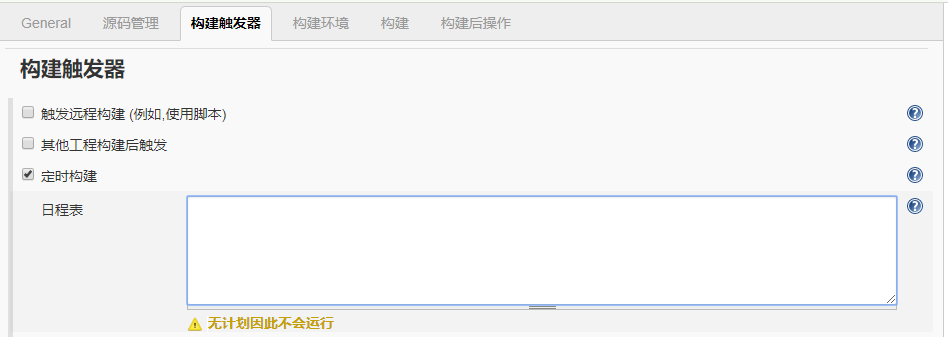 General 源码管理 构建触发器 构建环境 构建 构建后操作
构建触发器
触发远程构建 (例如,使用脚本)
其他工程构建后触发
定时构建
日程表
无计划因此不会运行